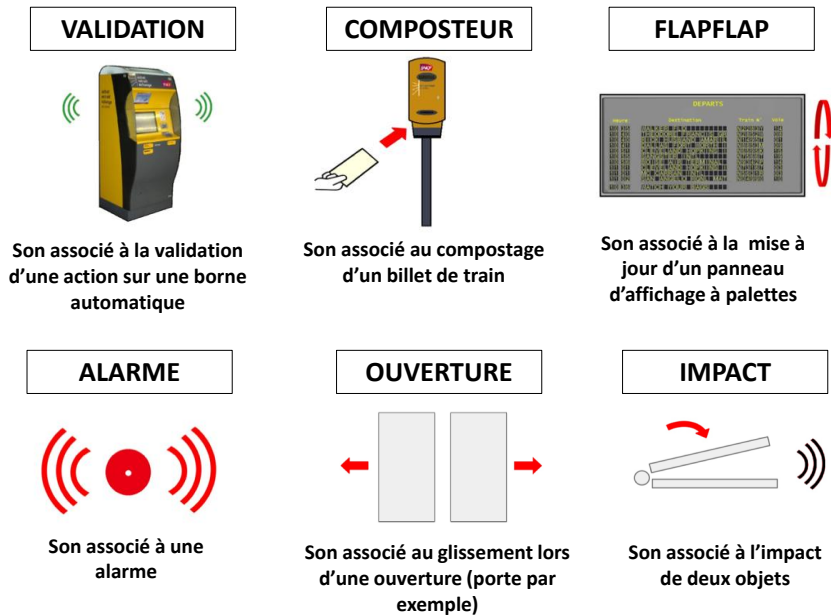 VALIDATION
COMPOSTEUR
FLAPFLAP
DEPARTS
Destination
Son associé à la validation
d’une action sur une borne
automatique
Son associé au compostage
d’un billet de train
Son associé à la mise à
jour d’un panneau
d’affichage à palettes
ALARME
OUVERTURE
IMPACT
Son associé à une
alarme
Son associé au glissement lors
d’une ouverture (porte par
exemple)
Son associé à l’impact
de deux objets